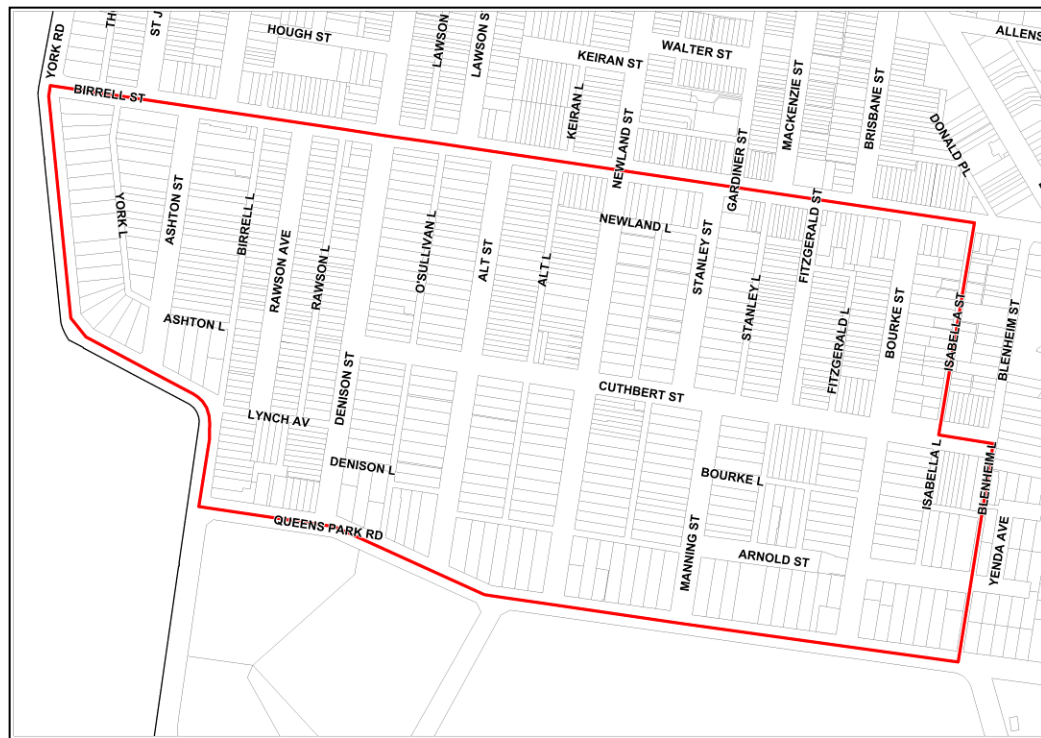 YORK RD
ST J
HOUGH ST
LAWSON
LAWSON S
KEIRAN ST
WALTER ST
ALLENS
BIRRELL ST
KEIRAN L
NEWLAND ST
GARDINER ST
MACKENZIE ST
BRISBANE ST
DONALD PL
YORK L
ASHTON ST
BIRRELL L
RAWSON AVE
RAWSON L
O'SULLIVAN L
ALT ST
ALT L
NEWLAND L
STANLEY ST
STANLEY L
FITZGERALD ST
FITZGERALD L
BOURKE ST
ISABELLA ST
BLENHEIM ST
ASHTON L
DENISON ST
CUTHBERT ST
LYNCH AV
DENISON L
BOURKE L
ISABELLA L
BLENHEIM L
QUEENS PARK RD
MANNING ST
ARNOLD ST
YENDA AVE